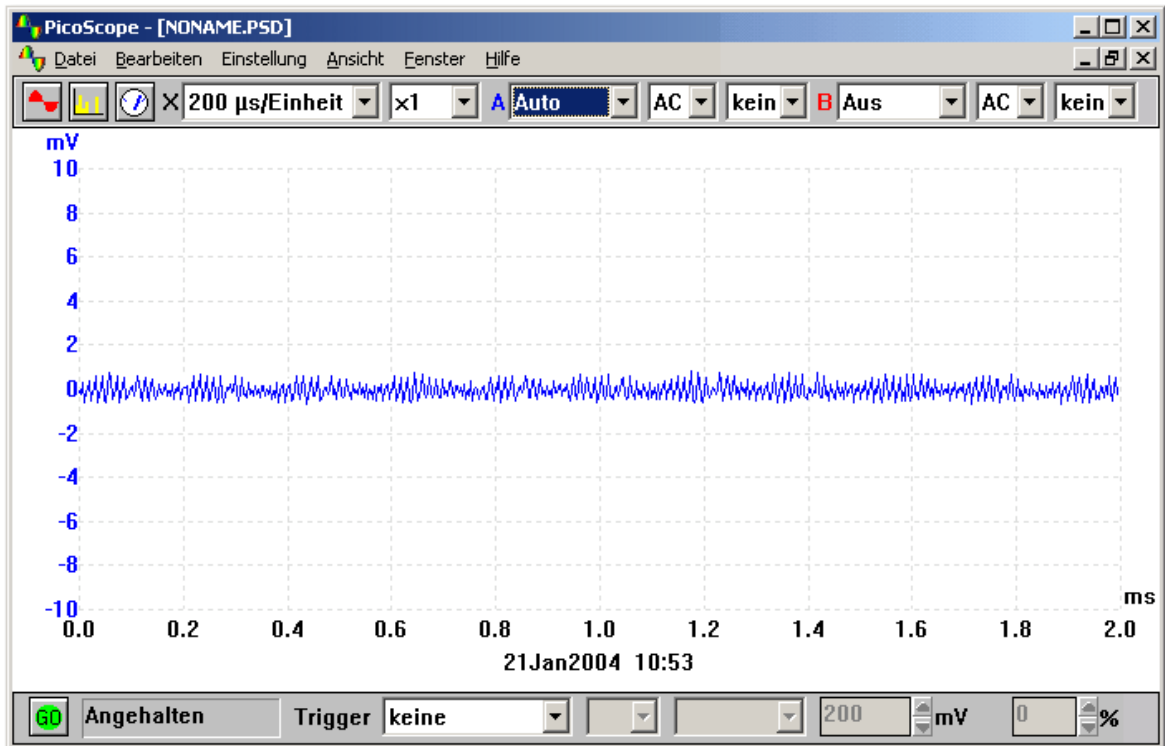 PicoScope - [NONAME.PSD]
Datei Bearbeiten Einstellung Ansicht Fenster Hilfe
X 200 µs/Einheit ×1 A Auto AC kein B Aus AC kein
mV
10
8
6
4
2
0
-2
-4
-6
-8
-10
ms
0.0 0.2 0.4 0.6 0.8 1.0 1.2 1.4 1.6 1.8 2.0
21Jan2004 10:53
GO Angehalten Trigger keine 200 mV 0 %